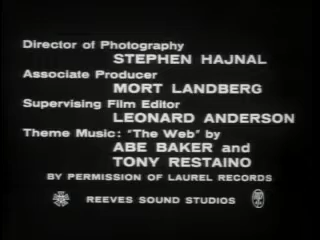 Director of Photography
STEPHEN HAJNAL
Associate Producer
MORT LANDBERG
Supervising Film Editor
LEONARD ANDERSON
Theme Music: "The Web" by
ABE BAKER and
TONY RESTAINO
BY PERMISSION OF LAUREL RECORDS
REEVES SOUND STUDIOS